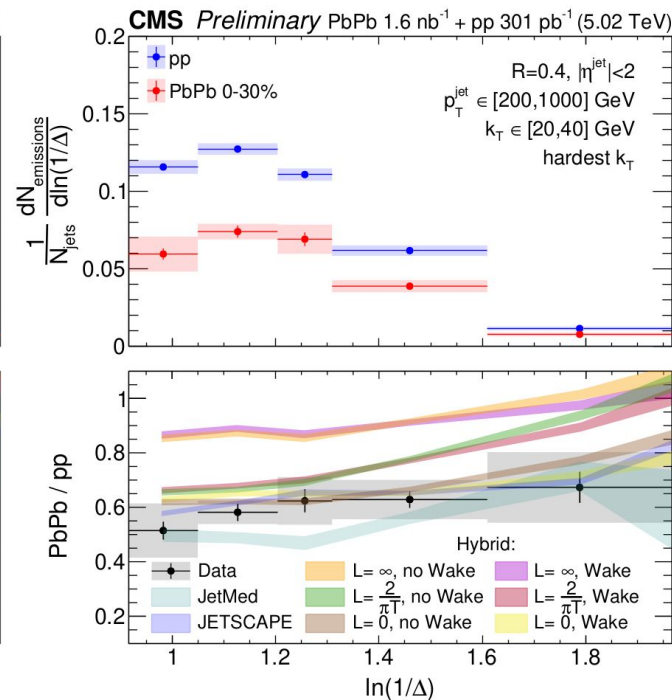 CMS Preliminary PbPb 1.6 nb⁻¹ + pp 301 pb⁻¹ (5.02 TeV)
0.2
0.15
0.1
0.05
0
1/N_jets dN_emissions/dln(1/Δ)
pp
PbPb 0-30%
R=0.4, |η^jet|<2
p_T^jet ∈ [200,1000] GeV
k_T ∈ [20,40] GeV
hardest k_T
1
0.8
0.6
0.4
0.2
PbPb / pp
Hybrid:
Data
JetMed
JETSCAPE
L= ∞, no Wake
L= 2/πT, no Wake
L= 0, no Wake
L= ∞, Wake
L= 2/πT, Wake
L= 0, Wake
1 1.2 1.4 1.6 1.8
ln(1/Δ)